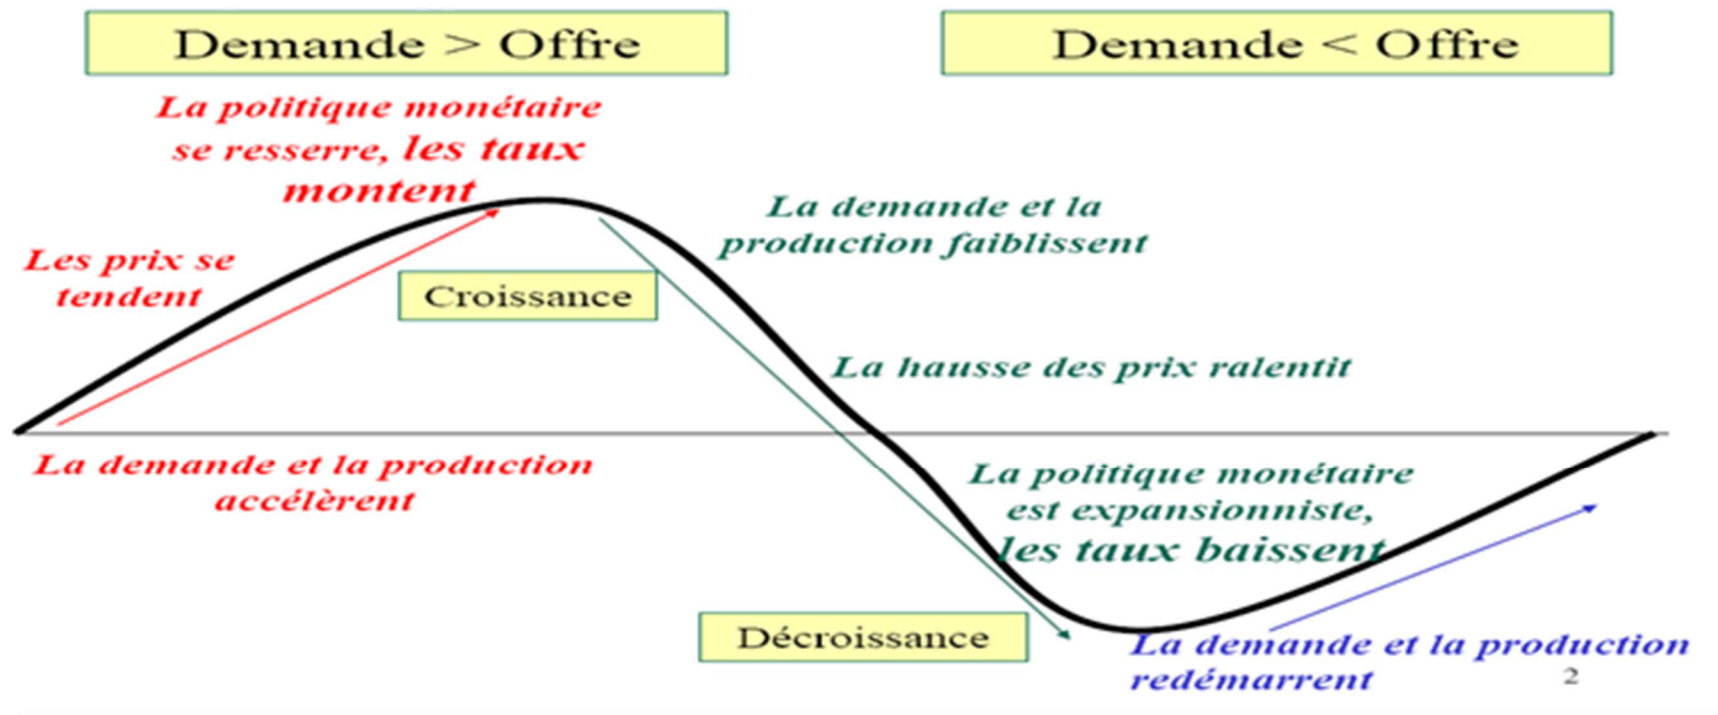 Demande > Offre
Demande < Offre
La politique monétaire
se resserre, les taux
montent
Les prix se
tendent
Croissance
La demande et la
production faiblissent
La hausse des prix ralentit
La demande et la production
accélèrent
La politique monétaire
est expansionniste,
les taux baissent
Décroissance
La demande et la production
redémarrent
2